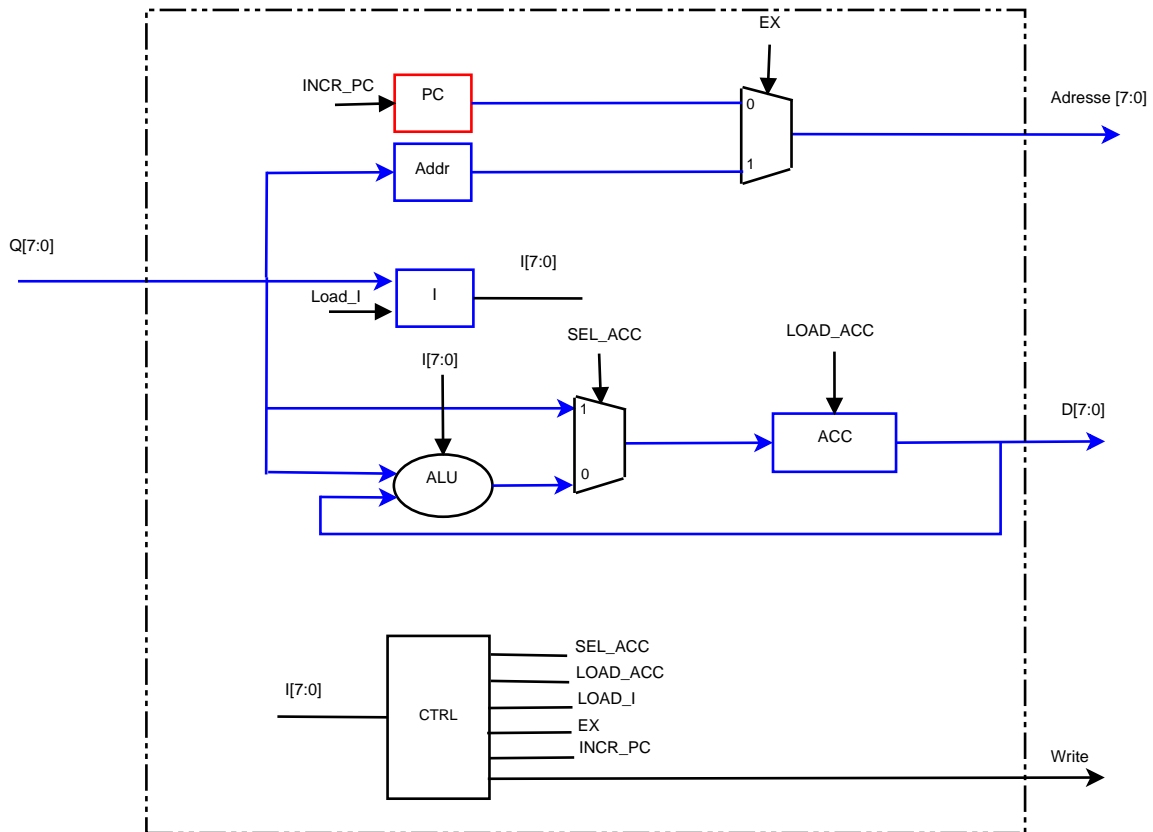 EX
INCR_PC
PC
0
Adresse [7:0]
Addr
1
Q[7:0]
I[7:0]
Load_I
I
SEL_ACC
LOAD_ACC
I[7:0]
1
D[7:0]
ACC
0
ALU
SEL_ACC
LOAD_ACC
I[7:0]
LOAD_I
CTRL
EX
INCR_PC
Write